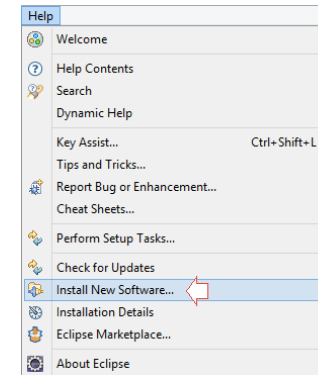 Help
Welcome
Help Contents
Search
Dynamic Help
Key Assist... Ctrl+Shift+L
Tips and Tricks...
Report Bug or Enhancement...
Cheat Sheets...
Perform Setup Tasks...
Check for Updates
Install New Software...
Installation Details
Eclipse Marketplace...
About Eclipse